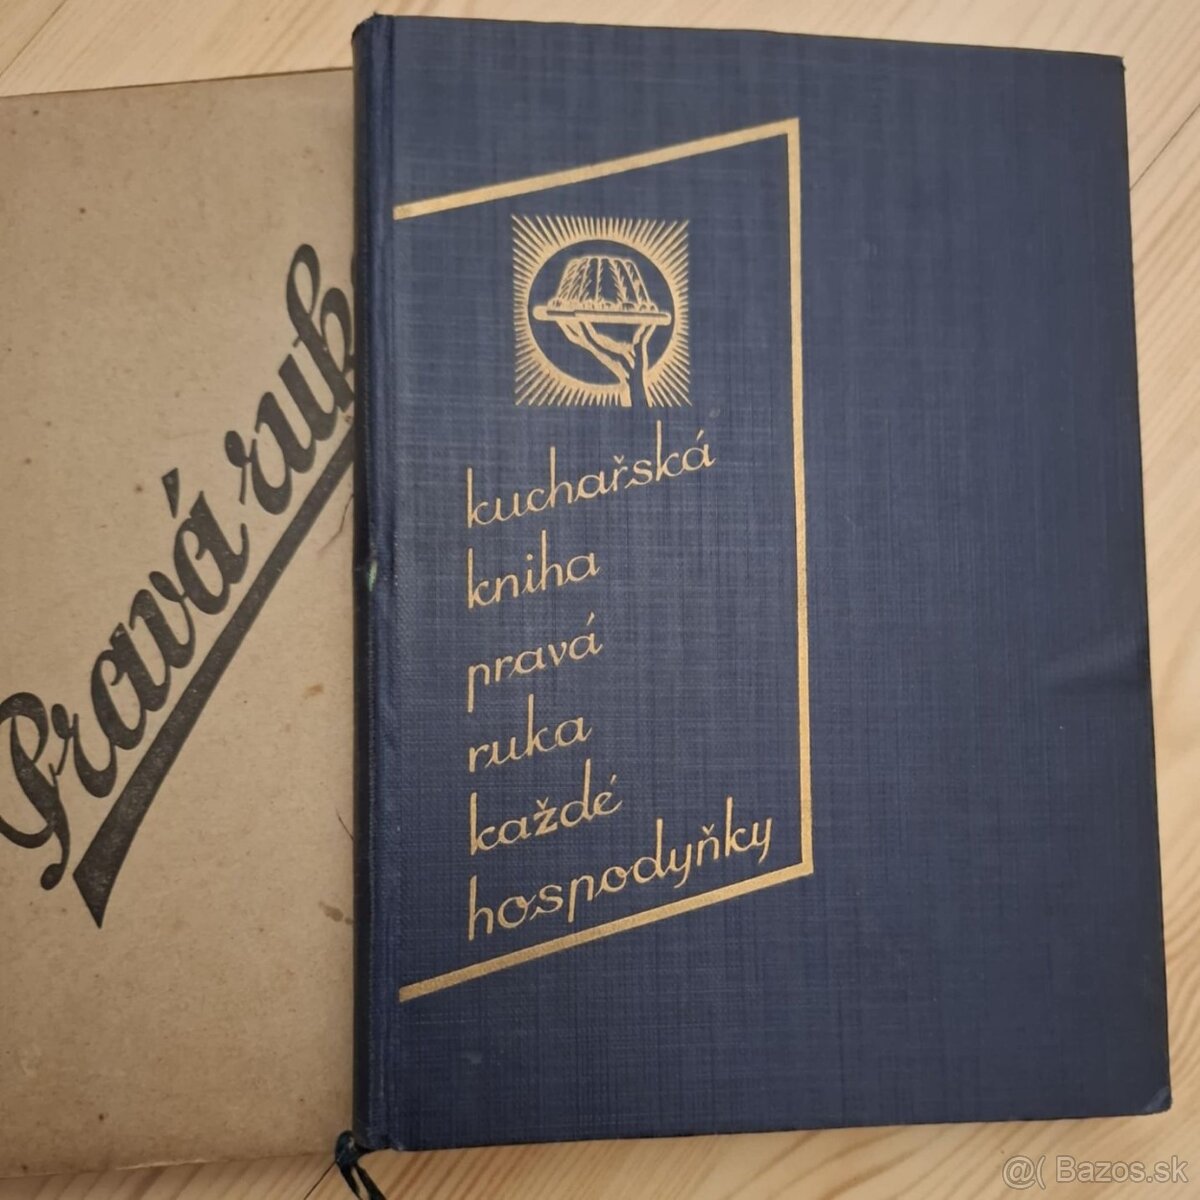 Pravá ruk
kuchařská
kniha
pravá
ruka
každé
hospodyňky
@( Bazos.sk